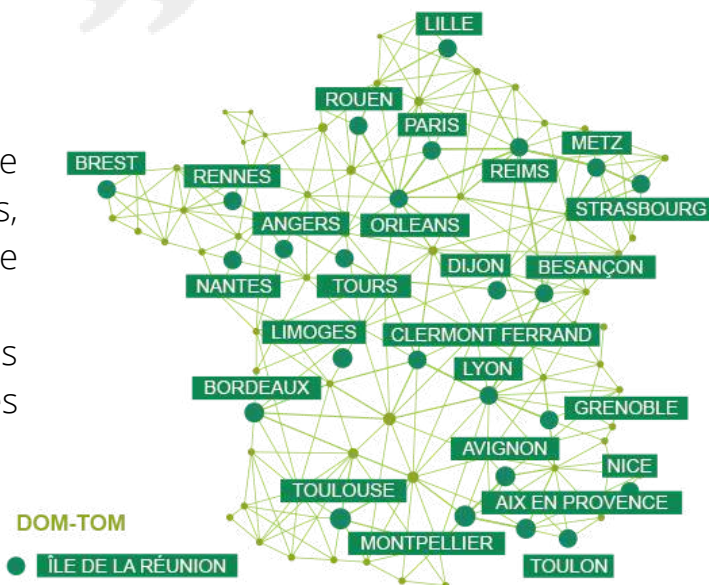 e
s,
e
s
es
LILLE
ROUEN
PARIS
METZ
BREST
RENNES
REIMS
STRASBOURG
ANGERS
ORLEANS
DIJON
BESANÇON
NANTES
TOURS
LIMOGES
CLERMONT FERRAND
LYON
BORDEAUX
GRENOBLE
AVIGNON
NICE
TOULOUSE
AIX EN PROVENCE
MONTPELLIER
TOULON
DOM-TOM
ÎLE DE LA RÉUNION